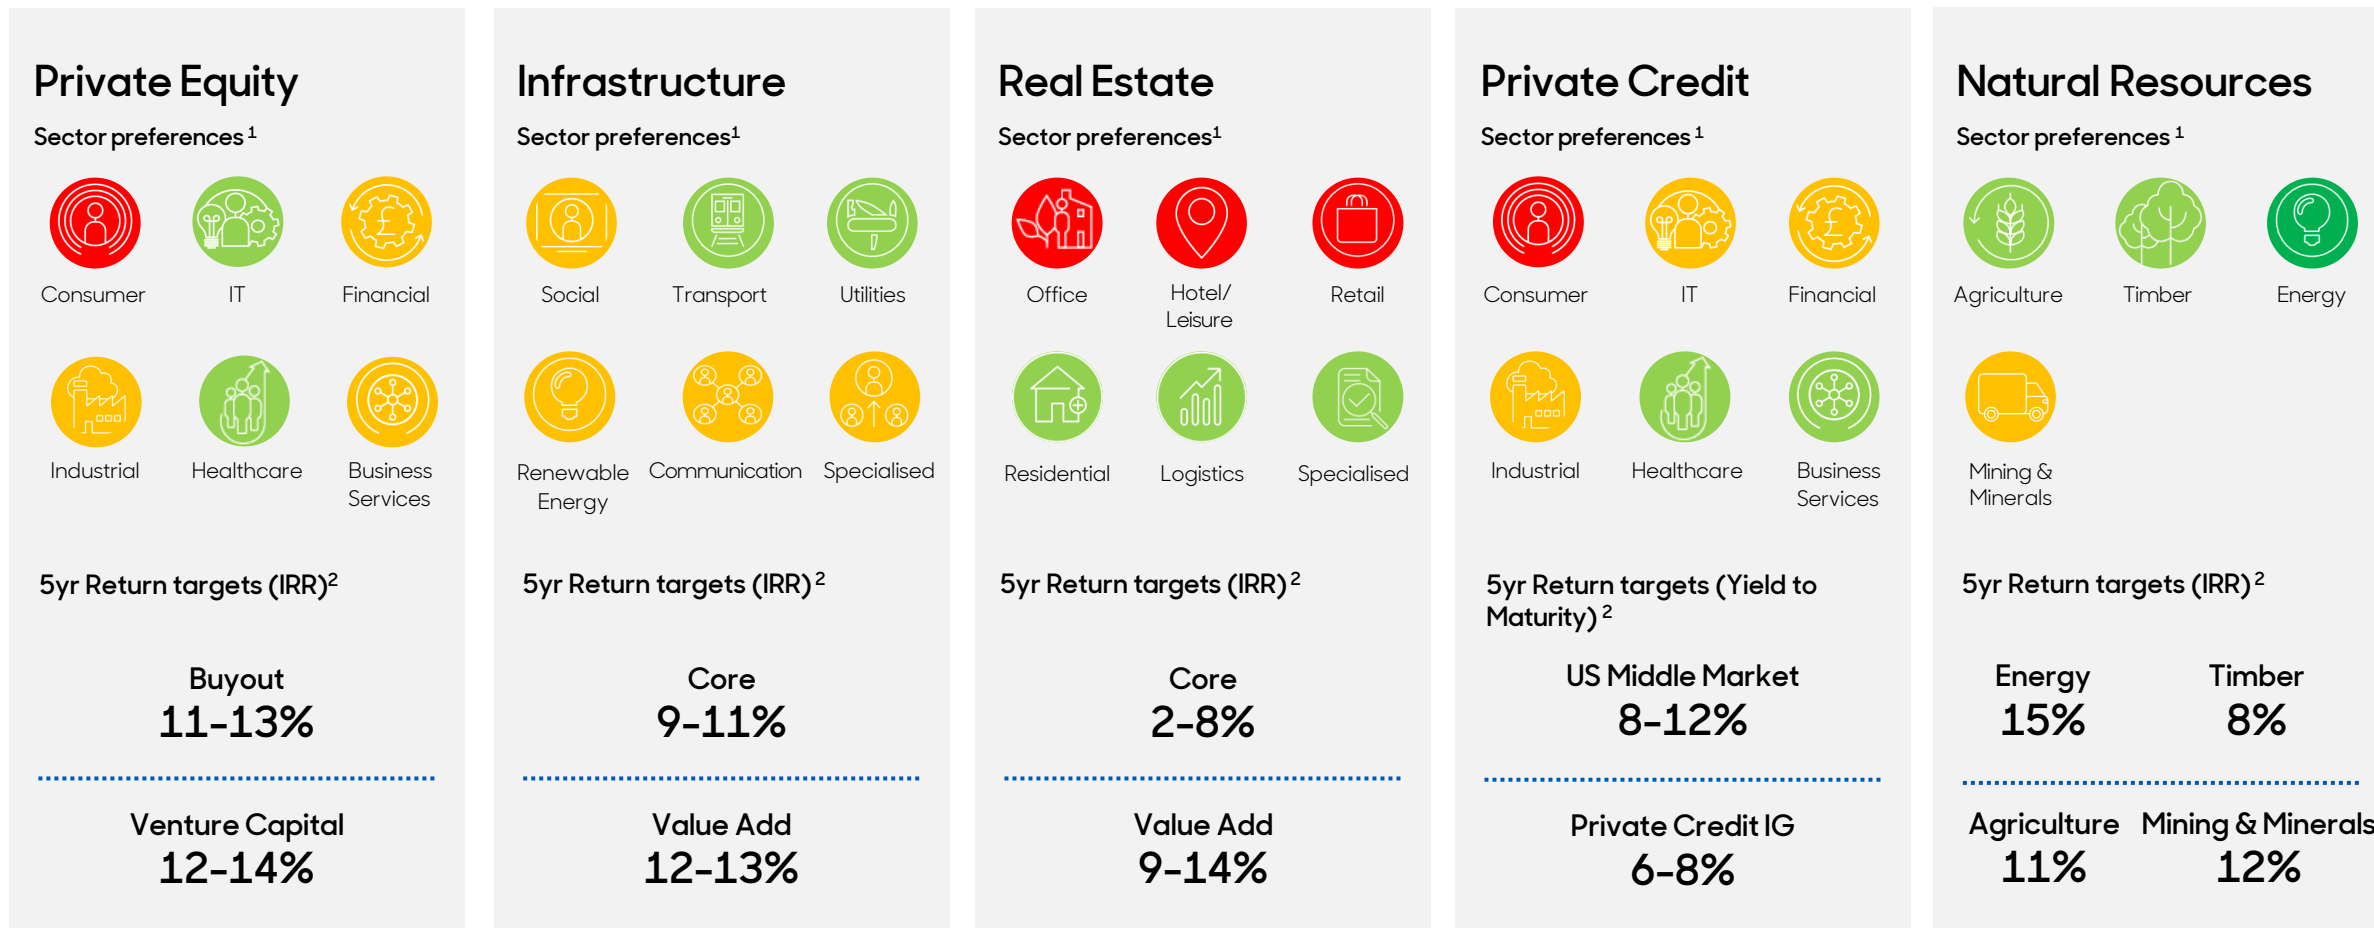 Private Equity
Sector preferences 1
Consumer
IT
Financial
£
Industrial
Healthcare
Business
Services
5yr Return targets (IRR)2
Buyout
11-13%
Venture Capital
12-14%
Infrastructure
Sector preferences1
Social
Transport
Utilities
Renewable
Energy
Communication
Specialised
5yr Return targets (IRR) 2
Core
9-11%
Value Add
12-13%
Real Estate
Sector preferences1
Office
Hotel/
Leisure
Retail
Residential
Logistics
Specialised
5yr Return targets (IRR) 2
Core
2-8%
Value Add
9-14%
Private Credit
Sector preferences 1
Consumer
IT
Financial
£
Industrial
Healthcare
Business
Services
5yr Return targets (Yield to
Maturity) 2
US Middle Market
8-12%
Private Credit IG
6-8%
Natural Resources
Sector preferences 1
Agriculture
Timber
Energy
Mining &
Minerals
5yr Return targets (IRR) 2
Energy
15%
Timber
8%
Agriculture
11%
Mining & Minerals
12%